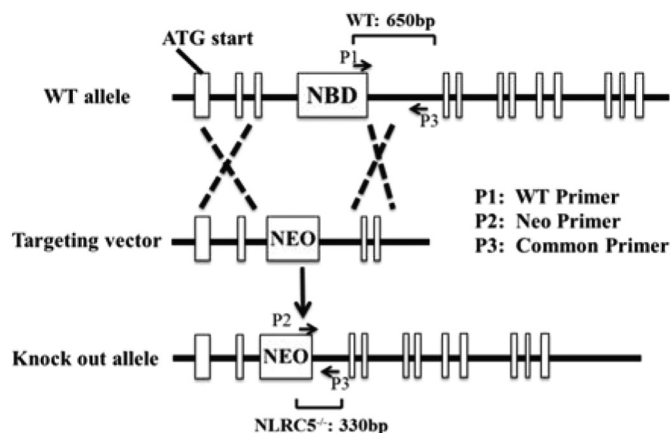 WT: 650bp
ATG start
P1
WT allele
NBD
P3
P1: WT Primer
P2: Neo Primer
P3: Common Primer
Targeting vector
NEO
P2
Knock out allele
NEO
P3
NLRC5-/-: 330bp